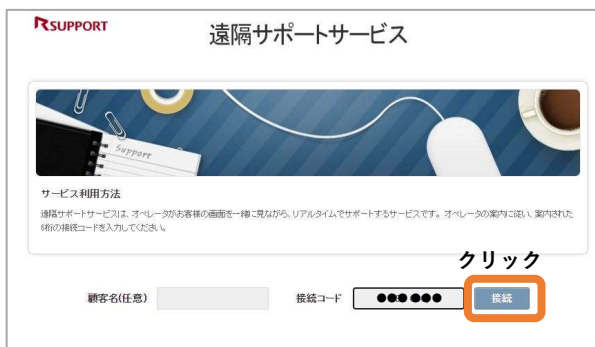 RSUPPORT
遠隔サポートサービス
Support
サービス利用方法
遠隔サポートサービスは、オペレータがお客様の画面を一緒に見ながら、リアルタイムでサポートするサービスです。オペレータの案内に従い、案内された
6桁の接続コードを入力してください。
クリック
顧客名(任意) 接続コード ●●● ●●● 接続